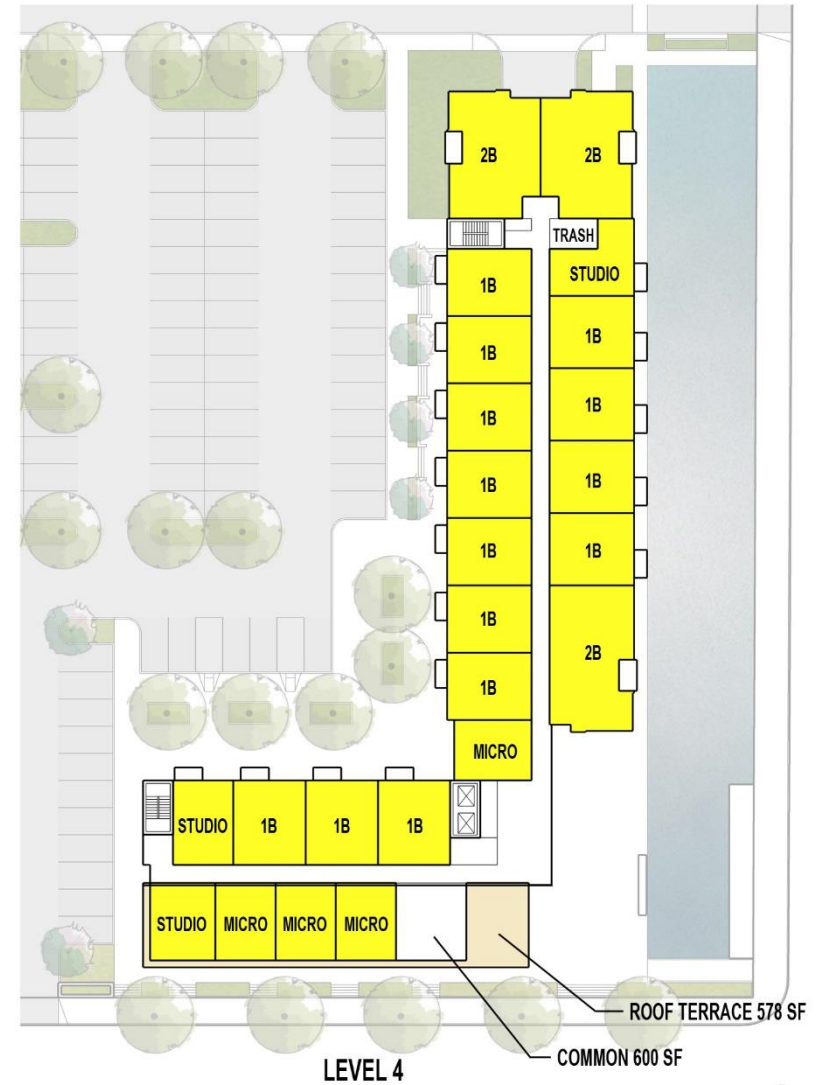 2B 2B
TRASH
STUDIO
1B
1B
1B
1B
1B
1B
1B
1B
1B
1B
1B
2B
MICRO
STUDIO 1B 1B 1B
STUDIO MICRO MICRO MICRO
ROOF TERRACE 578 SF
COMMON 600 SF
LEVEL 4